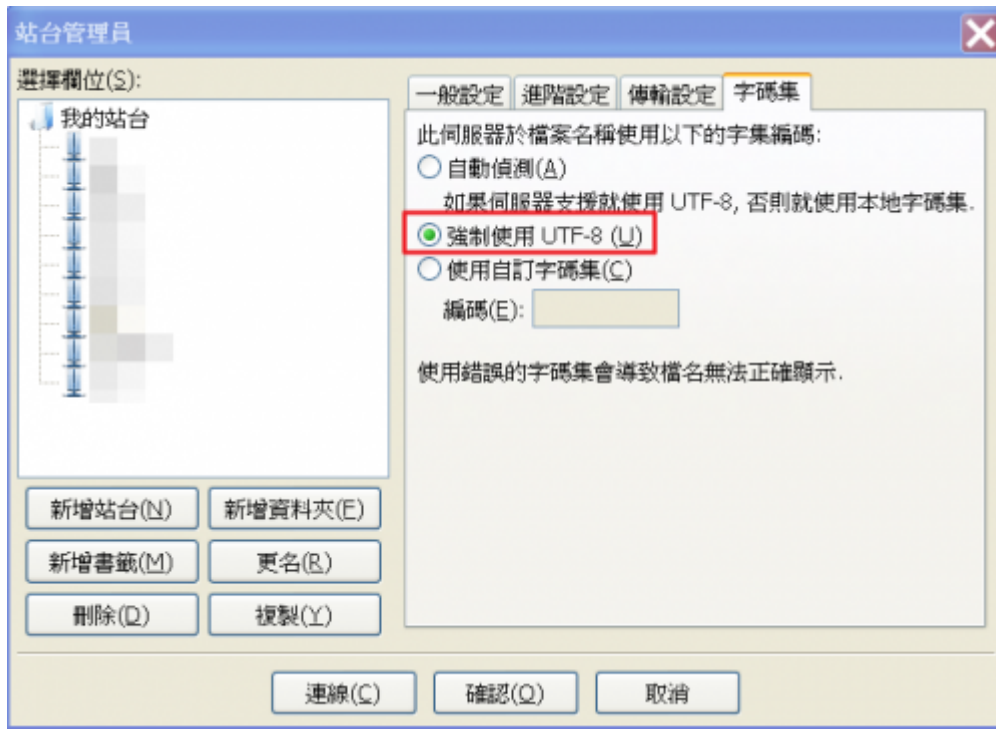 站台管理員
選擇欄位(S):
我的站台
新增站台(N)
新增資料夾(F)
新增書籤(M)
更名(R)
刪除(D)
複製(Y)
一般設定
進階設定
傳輸設定
字碼集
此伺服器於檔案名稱使用以下的字集編碼:
自動偵測(A)
如果伺服器支援就使用 UTF-8, 否則就使用本地字碼集.
強制使用 UTF-8 (U)
使用自訂字碼集(C)
編碼(E):
使用錯誤的字碼集會導致檔名無法正確顯示.
連線(C)
確認(O)
取消